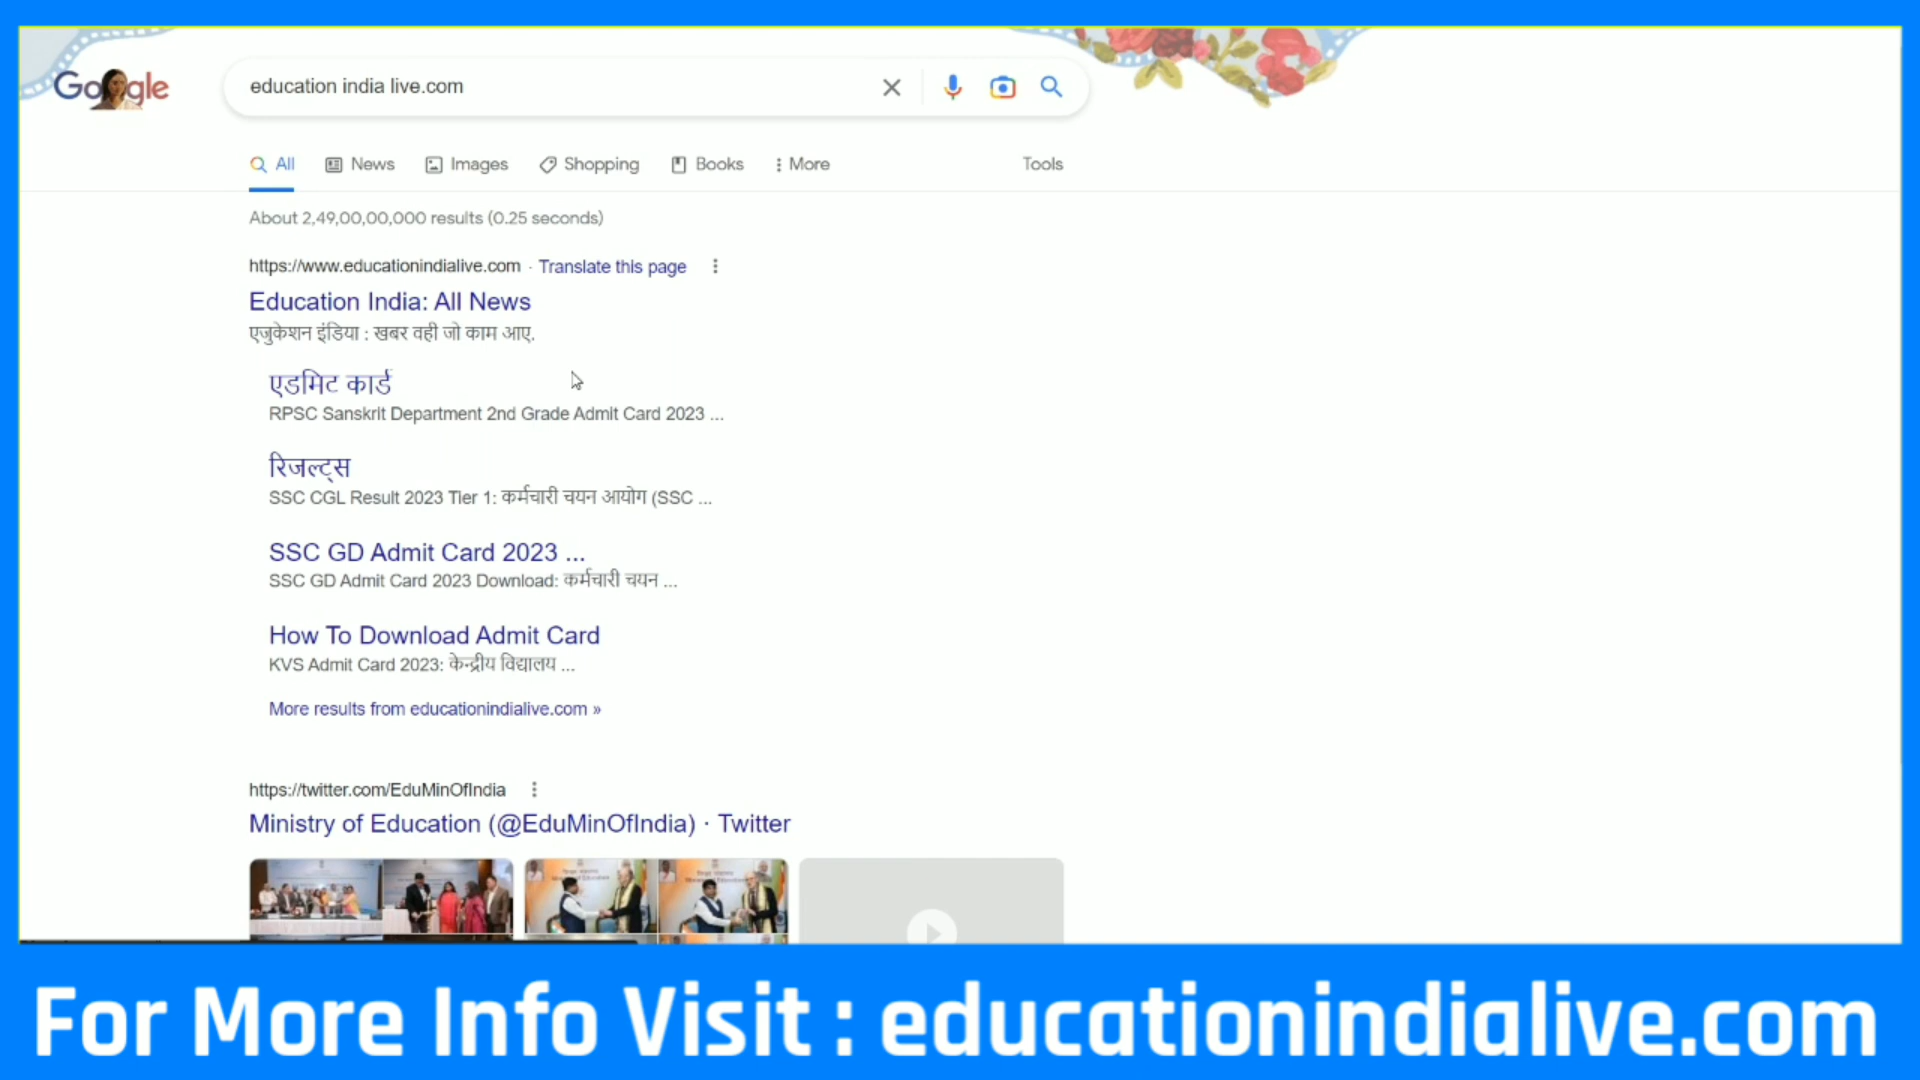 Google
education india live.com
All News Images Shopping Books More Tools
About 2,49,00,00,000 results (0.25 seconds)
https://www.educationindialive.com · Translate this page
Education India: All News
एजुकेशन इंडिया : खबर वही जो काम आए.
एडमिट कार्ड
RPSC Sanskrit Department 2nd Grade Admit Card 2023 ...
रिजल्ट्स
SSC CGL Result 2023 Tier 1: कर्मचारी चयन आयोग (SSC ...
SSC GD Admit Card 2023 ...
SSC GD Admit Card 2023 Download: कर्मचारी चयन ...
How To Download Admit Card
KVS Admit Card 2023: केन्द्रीय विद्यालय ...
More results from educationindialive.com »
https://twitter.com/EduMinOfIndia
Ministry of Education (@EduMinOfIndia) · Twitter
For More Info Visit : educationindialive.com